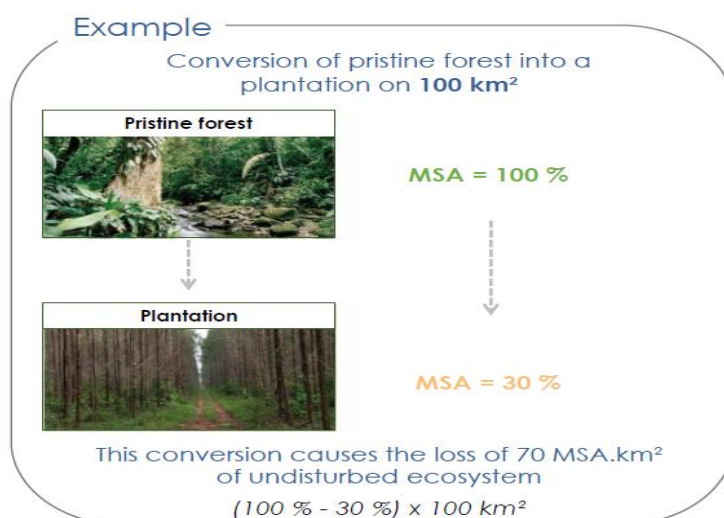 Example
Conversion of pristine forest into a
plantation on 100 km²
Pristine forest
MSA = 100 %
Plantation
MSA = 30 %
This conversion causes the loss of 70 MSA.km²
of undisturbed ecosystem
(100 % - 30 %) x 100 km²